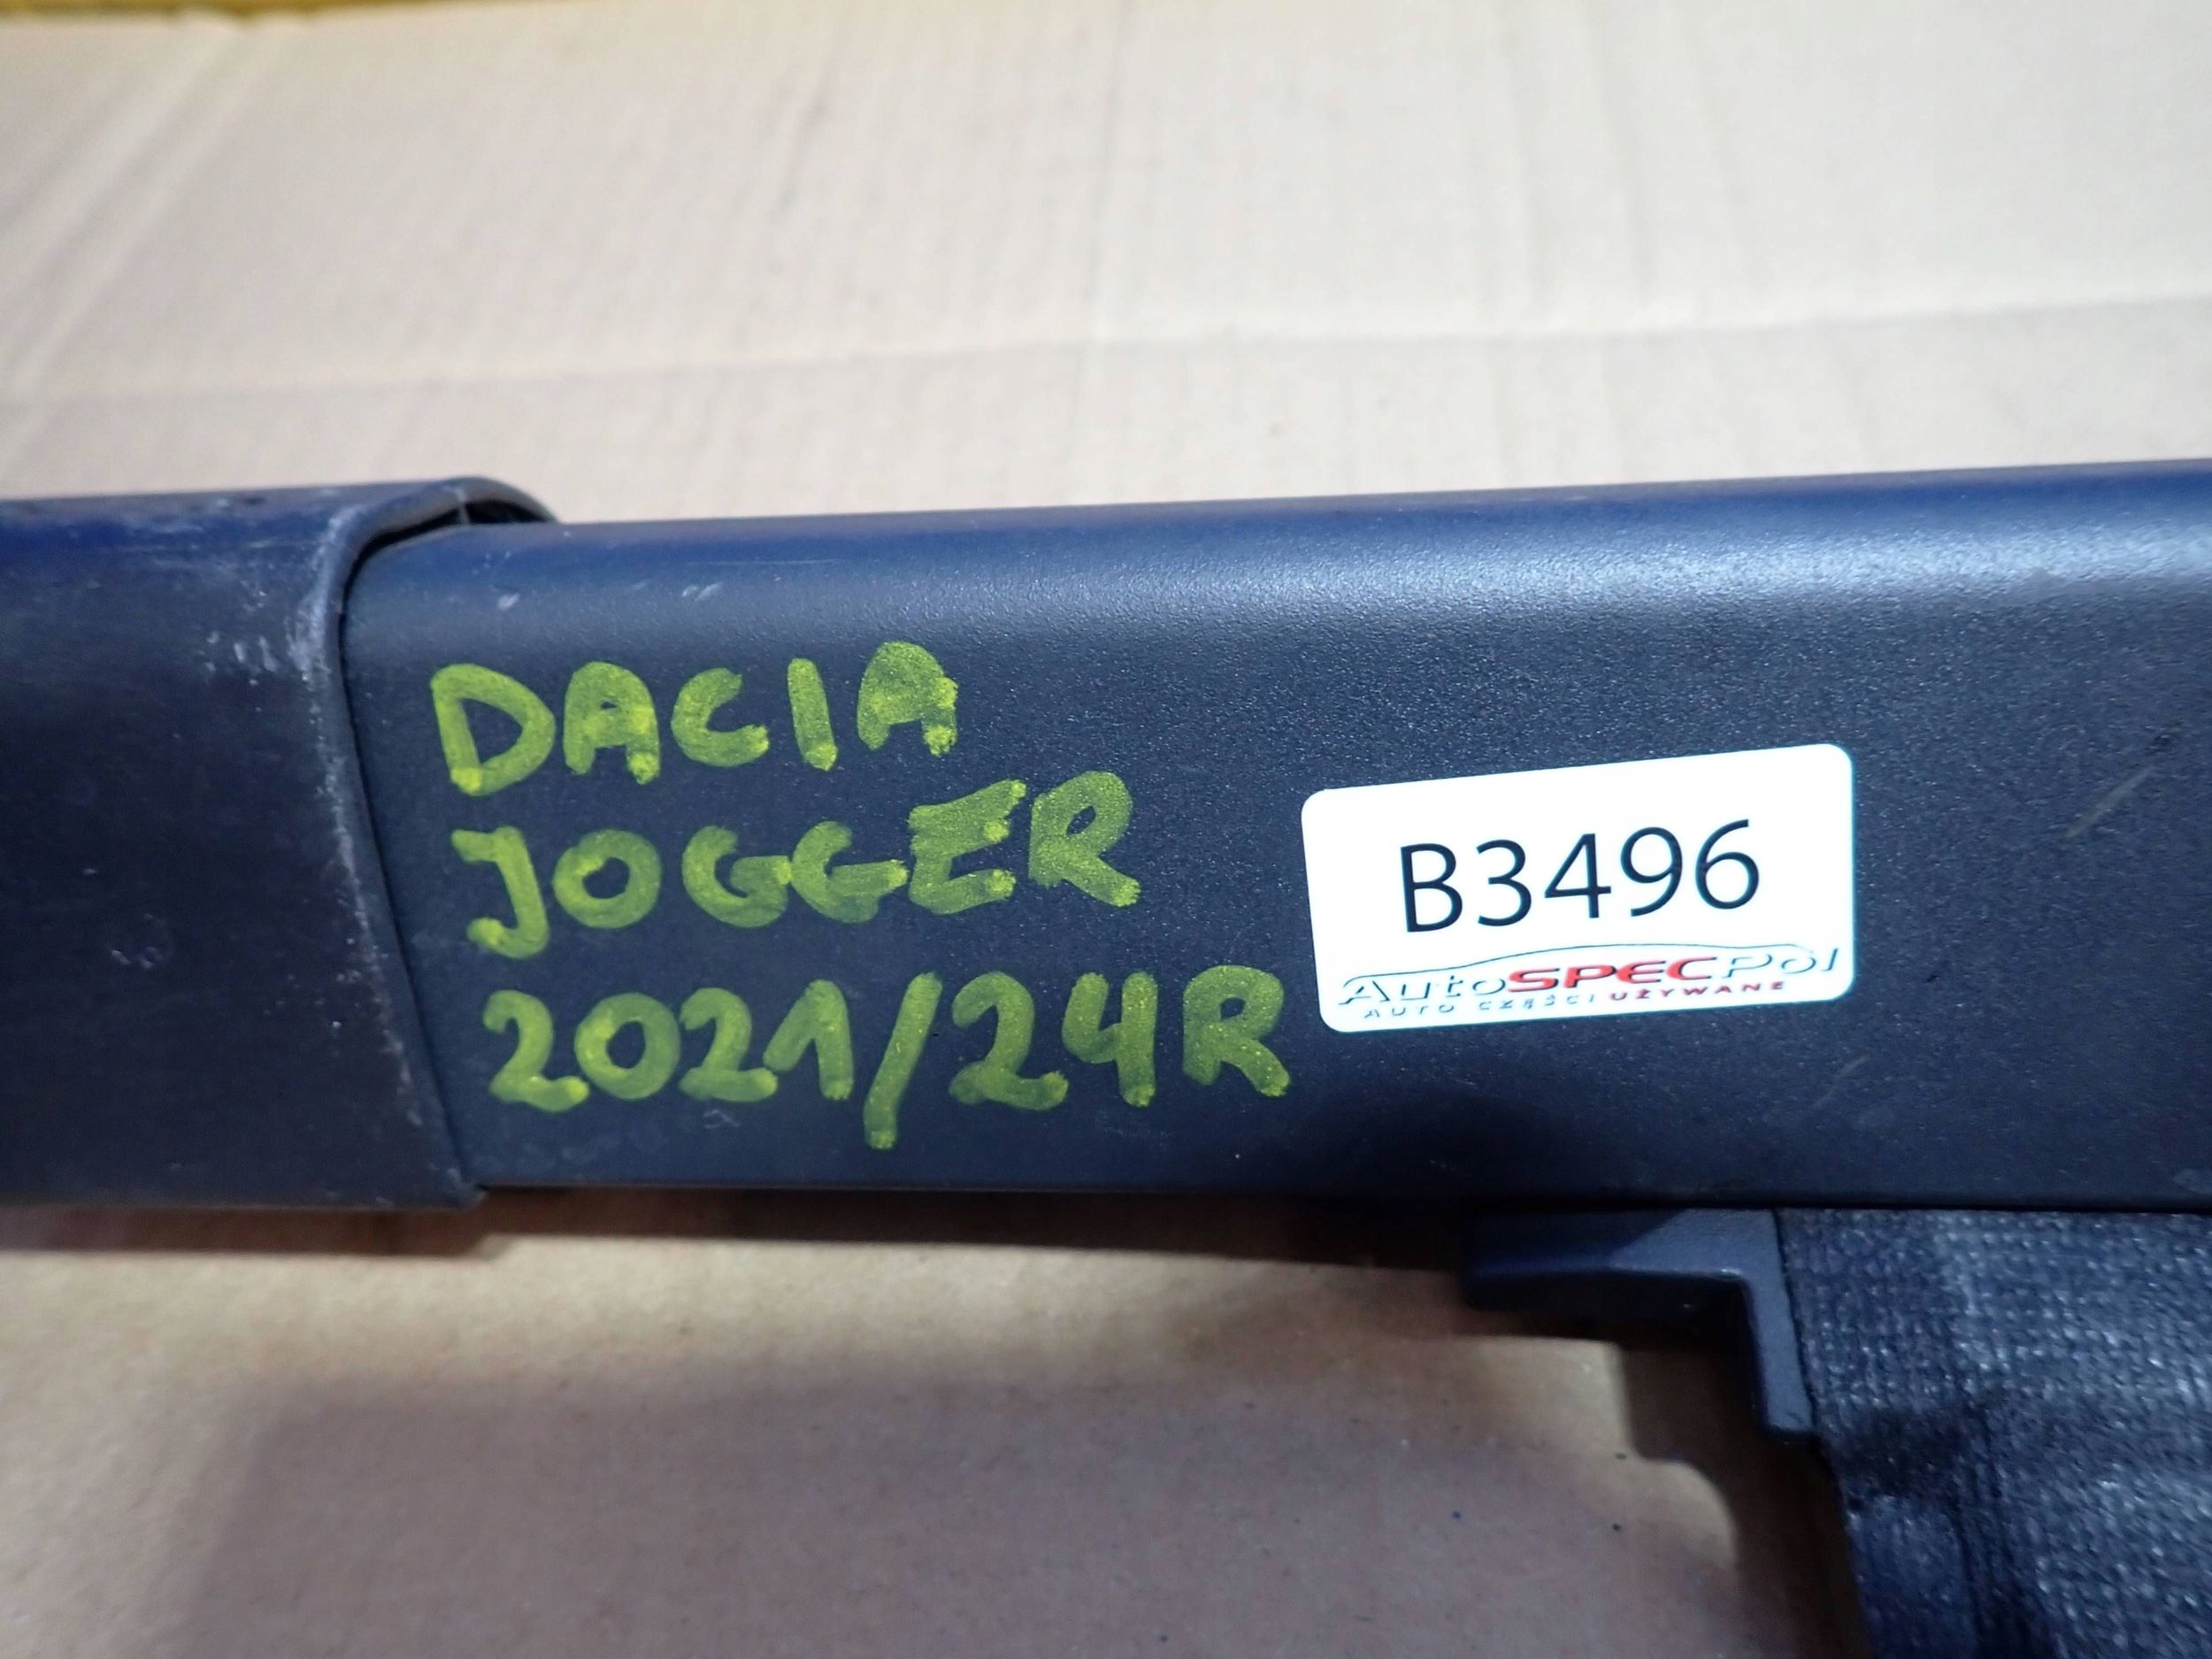 DACIA
JOGGER
2021/24R
B3496
AutoSPECPol
AUTO CZĘŚCI UŻYWANE